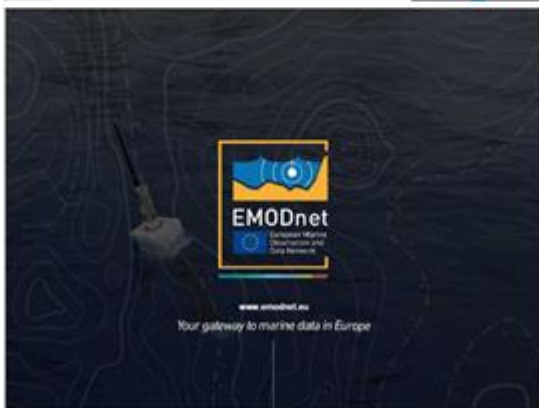 EMODnet
European Marine
Observation and
Data Network
www.emodnet.eu
Your gateway to marine data in Europe